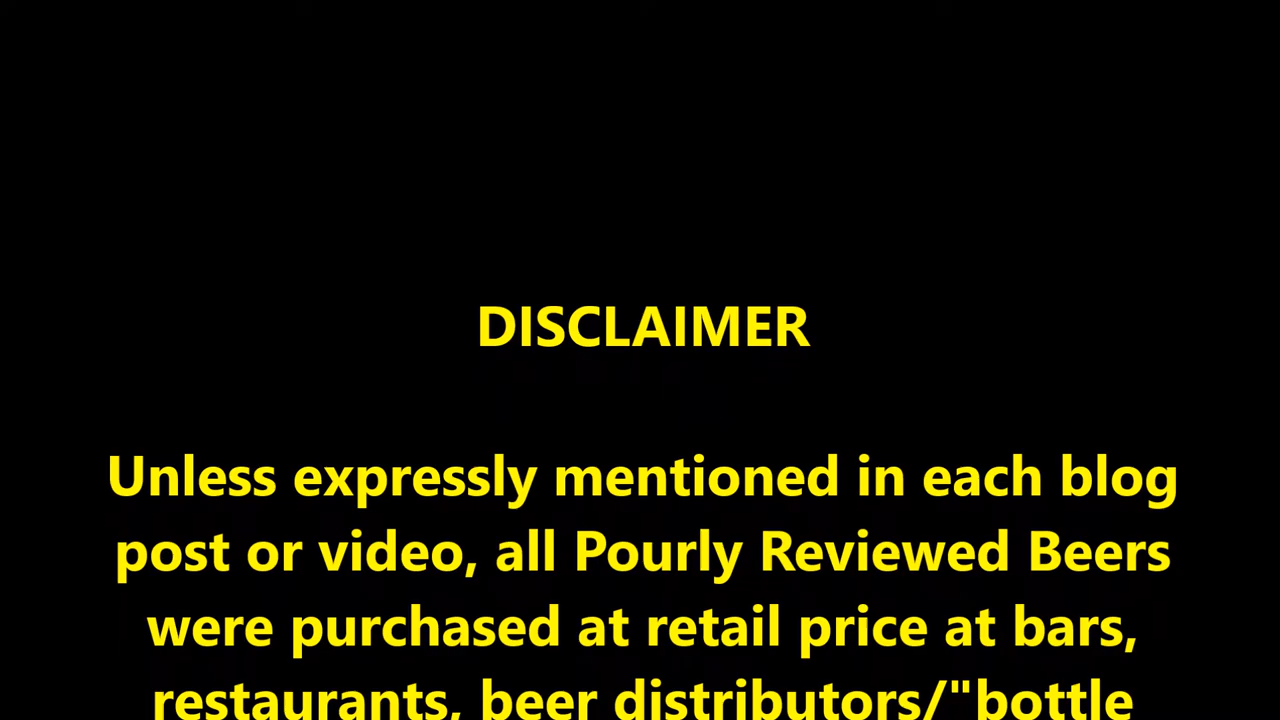 DISCLAIMER
Unless expressly mentioned in each blog
post or video, all Pourly Reviewed Beers
were purchased at retail price at bars,
restaurants, beer distributors/"bottle